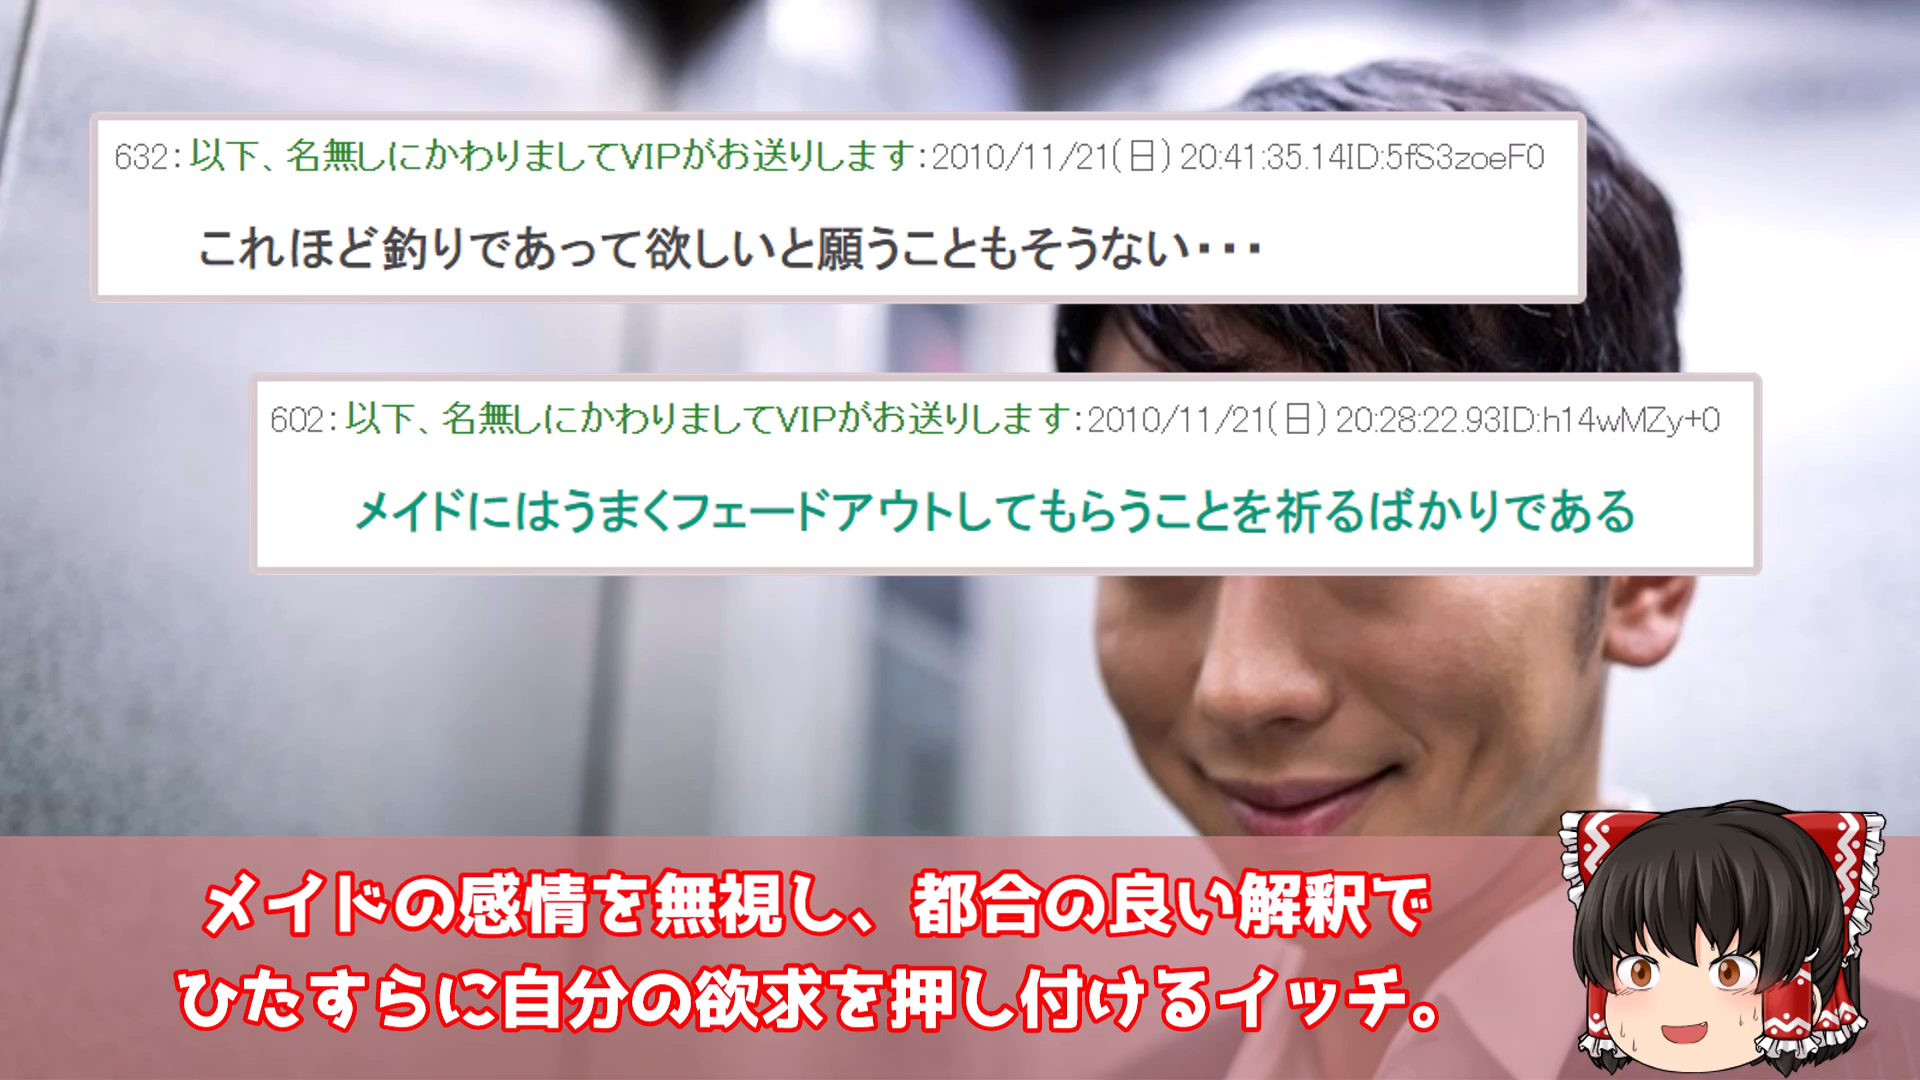 632:以下、名無しにかわりましてVIPがお送りします:2010/11/21(日) 20:41:35.14ID:5fS3zoeF0
これほど釣りであって欲しいと願うこともそうない・・・
602:以下、名無しにかわりましてVIPがお送りします:2010/11/21(日) 20:28:22.93ID:h14wMZy+0
メイドにはうまくフェードアウトしてもらうことを祈るばかりである
メイドの感情を無視し、都合の良い解釈で
ひたすらに自分の欲求を押し付けるイッチ。